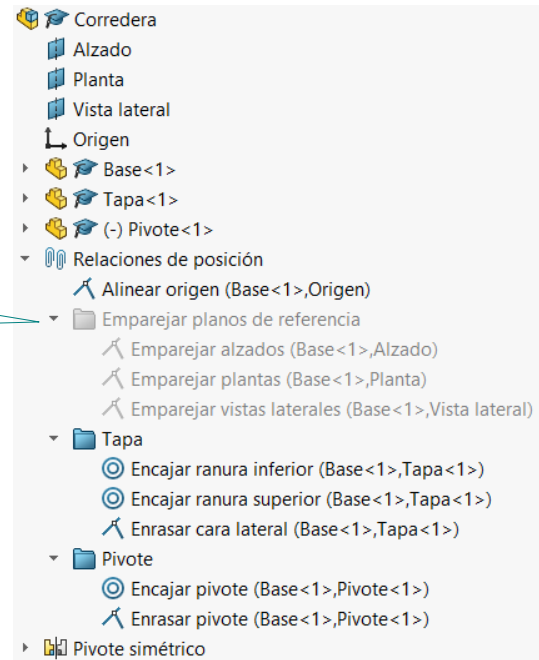 Corredera
Alzado
Planta
Vista lateral
Origen
Base<1>
Tapa<1>
(-) Pivote<1>
Relaciones de posición
Alinear origen (Base<1>,Origen)
Emparejar planos de referencia
Emparejar alzados (Base<1>,Alzado)
Emparejar plantas (Base<1>,Planta)
Emparejar vistas laterales (Base<1>,Vista lateral)
Tapa
Encajar ranura inferior (Base<1>,Tapa<1>)
Encajar ranura superior (Base<1>,Tapa<1>)
Enrasar cara lateral (Base<1>,Tapa<1>)
Pivote
Encajar pivote (Base<1>,Pivote<1>)
Enrasar pivote (Base<1>,Pivote<1>)
Pivote simétrico